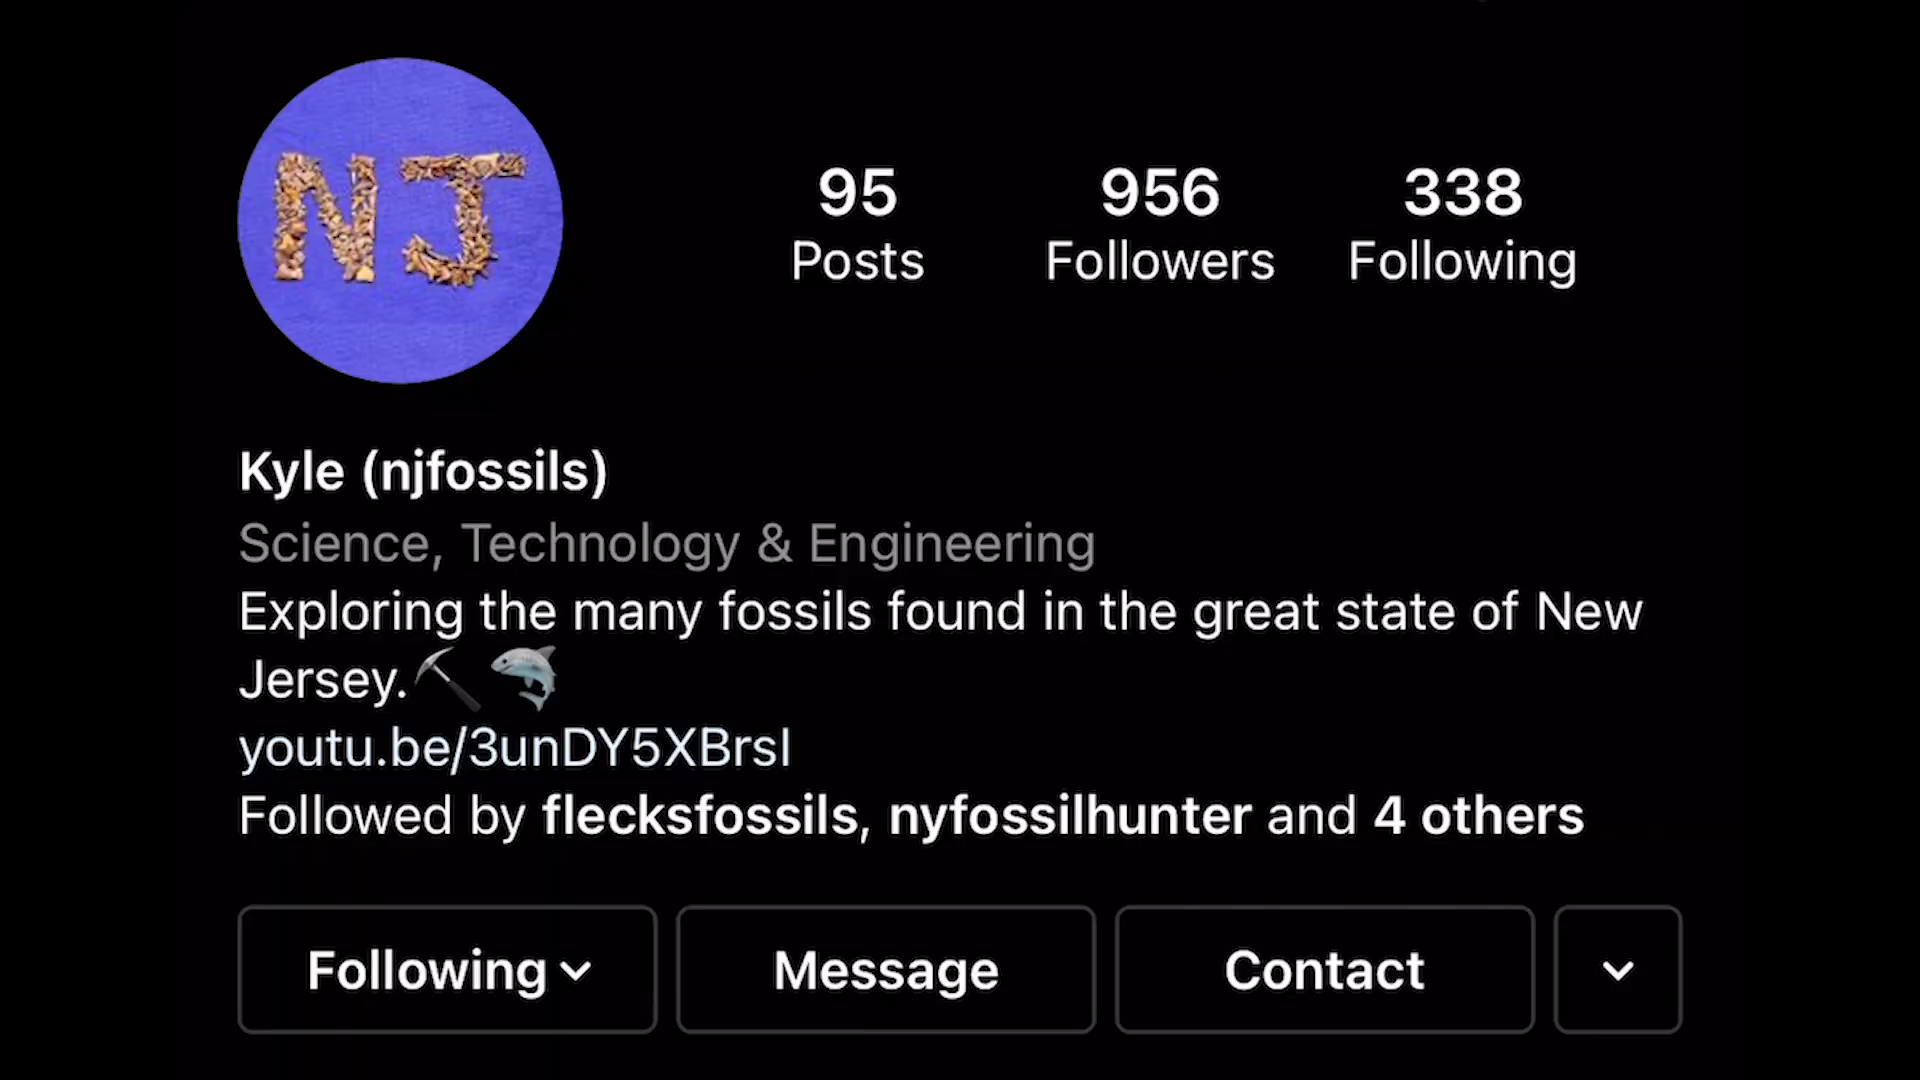 NJ
95 956 338
Posts Followers Following
Kyle (njfossils)
Science, Technology & Engineering
Exploring the many fossils found in the great state of New
Jersey.⛏️🦈
youtu.be/3unDY5XBrsI
Followed by flecksfossils, nyfossilhunter and 4 others
Following Message Contact